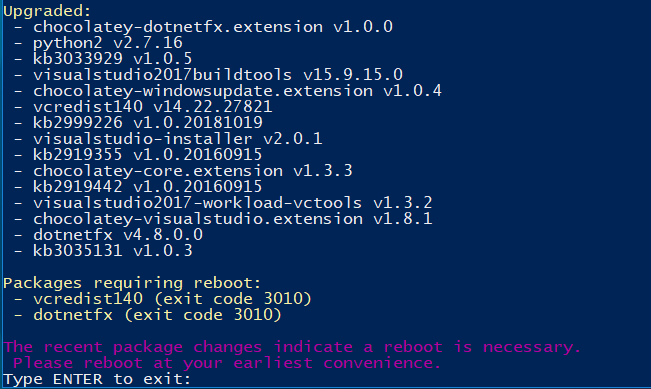 Upgraded:
 - chocolatey-dotnetfx.extension v1.0.0
 - python2 v2.7.16
 - kb3033929 v1.0.5
 - visualstudio2017buildtools v15.9.15.0
 - chocolatey-windowsupdate.extension v1.0.4
 - vcredist140 v14.22.27821
 - kb2999226 v1.0.20181019
 - visualstudio-installer v2.0.1
 - kb2919355 v1.0.20160915
 - chocolatey-core.extension v1.3.3
 - kb2919442 v1.0.20160915
 - visualstudio2017-workload-vctools v1.3.2
 - chocolatey-visualstudio.extension v1.8.1
 - dotnetfx v4.8.0.0
 - kb3035131 v1.0.3
Packages requiring reboot:
 - vcredist140 (exit code 3010)
 - dotnetfx (exit code 3010)
The recent package changes indicate a reboot is necessary.
 Please reboot at your earliest convenience.
Type ENTER to exit: